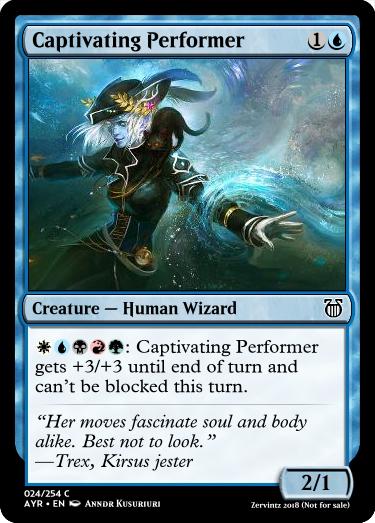 Captivating Performer 1
Creature — Human Wizard
: Captivating Performer
gets +3/+3 until end of turn and
can't be blocked this turn.
"Her moves fascinate soul and body
alike. Best not to look."
—Trex, Kirsus jester
2/1
024/254 C
AYR • EN Anndr Kusuriuri
Zervintz 2018 (Not for sale)